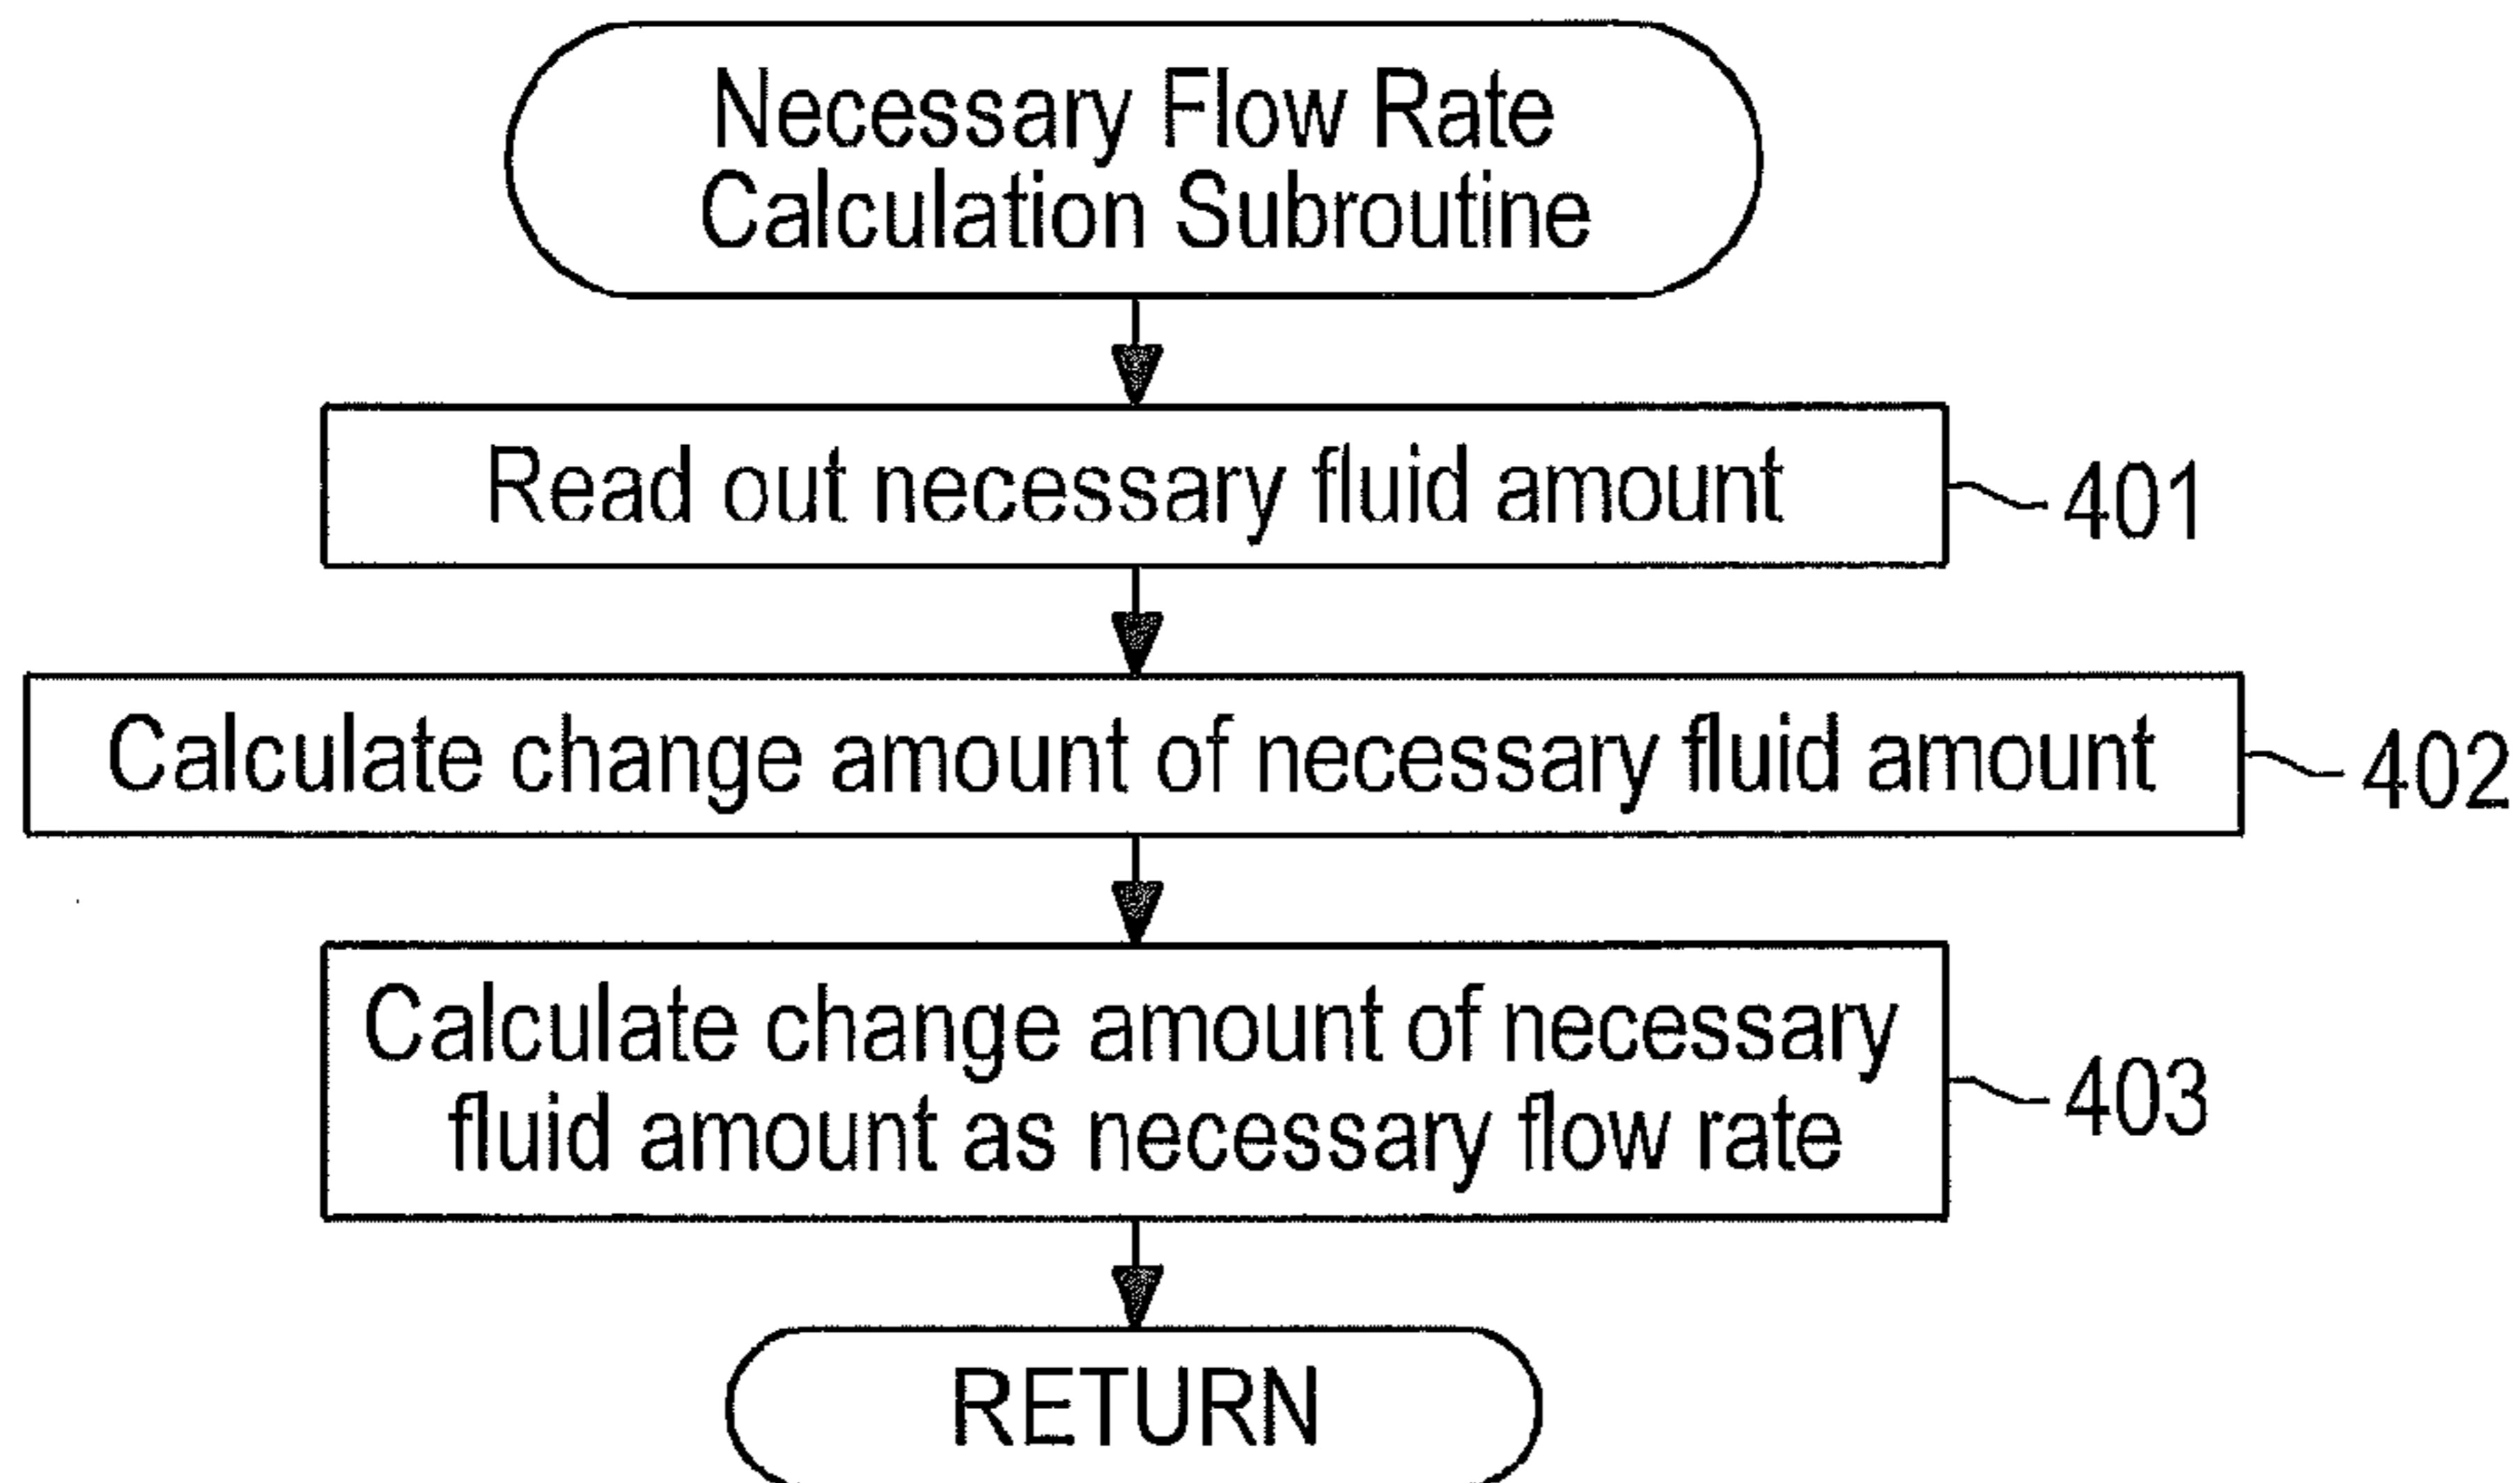 Necessary Flow Rate
Calculation Subroutine
Read out necessary fluid amount
401
Calculate change amount of necessary fluid amount
402
Calculate change amount of necessary
fluid amount as necessary flow rate
403
RETURN